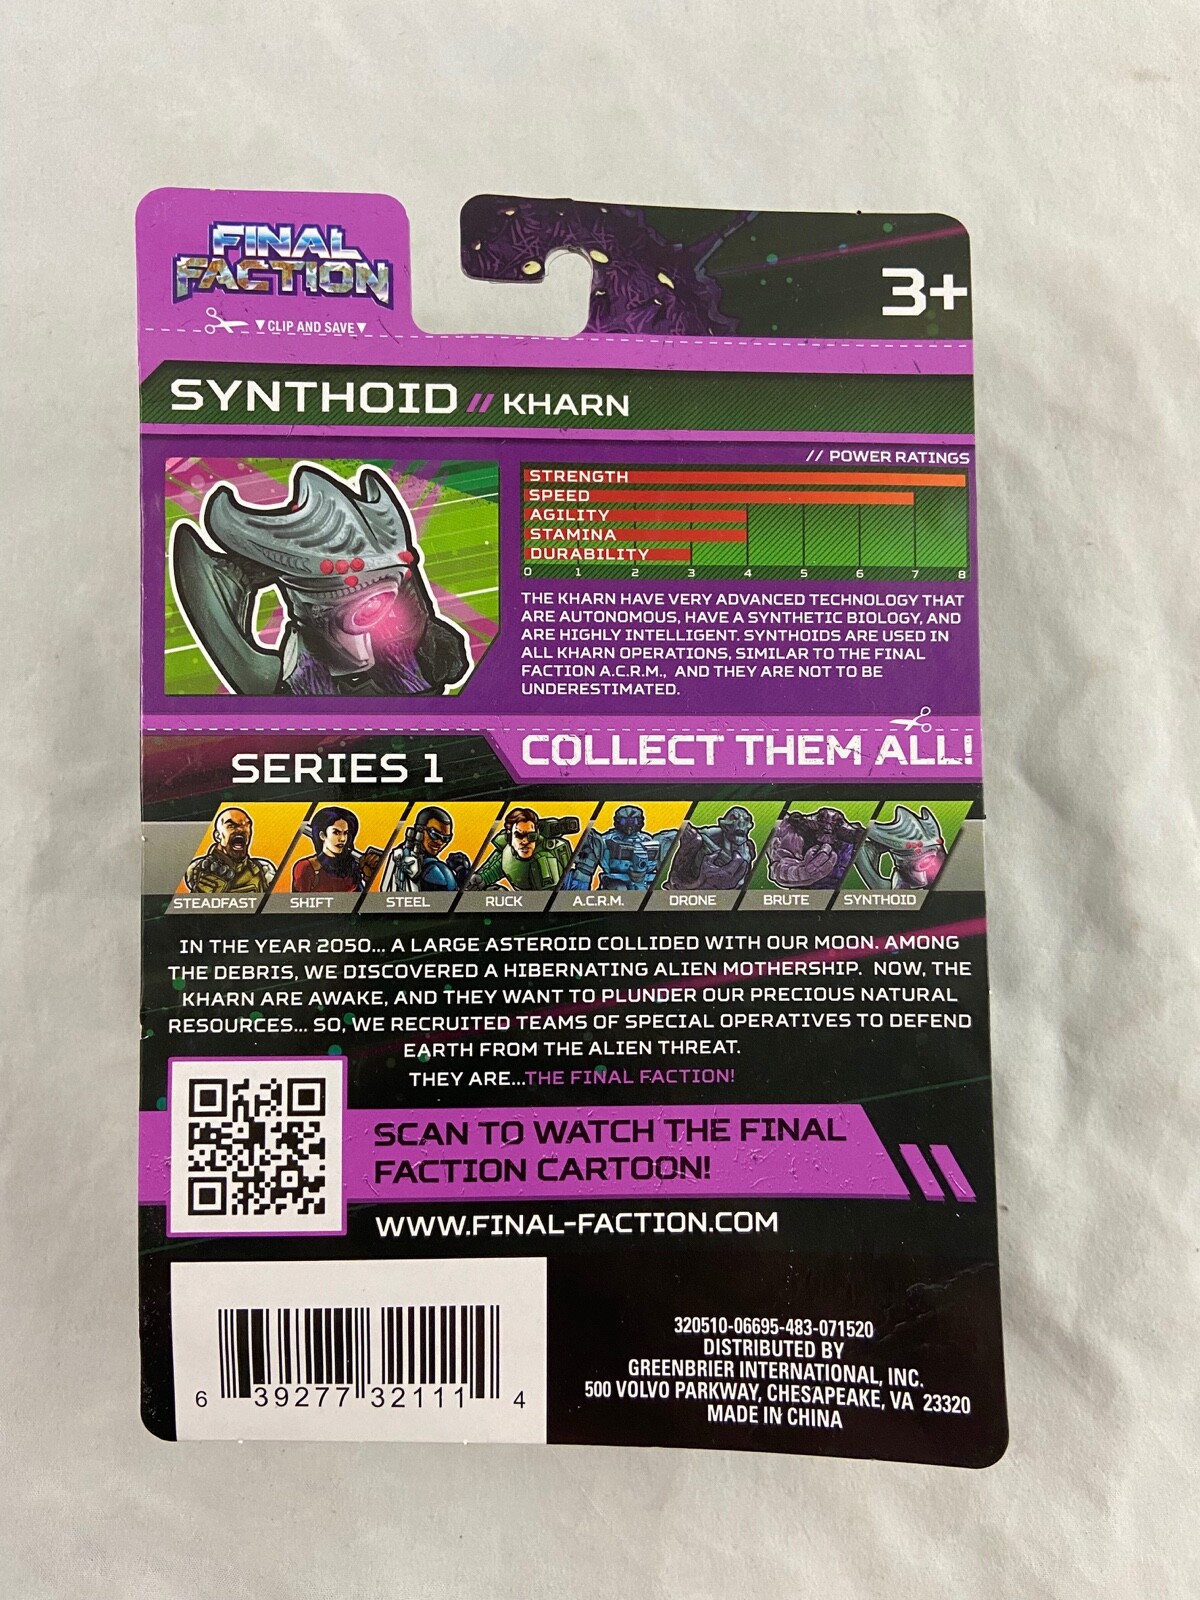 FINAL
FACTION
▼CLIP AND SAVE▼
3+
SYNTHOID // KHARN
// POWER RATINGS
STRENGTH
SPEED
AGILITY
STAMINA
DURABILITY
0 1 2 3 4 5 6 7 8
THE KHARN HAVE VERY ADVANCED TECHNOLOGY THAT
ARE AUTONOMOUS, HAVE A SYNTHETIC BIOLOGY, AND
ARE HIGHLY INTELLIGENT. SYNTHOIDS ARE USED IN
ALL KHARN OPERATIONS, SIMILAR TO THE FINAL
FACTION A.C.R.M., AND THEY ARE NOT TO BE
UNDERESTIMATED.
SERIES 1
COLLECT THEM ALL!
STEADFAST SHIFT STEEL RUCK A.C.R.M. DRONE BRUTE SYNTHOID
IN THE YEAR 2050... A LARGE ASTEROID COLLIDED WITH OUR MOON. AMONG
THE DEBRIS, WE DISCOVERED A HIBERNATING ALIEN MOTHERSHIP. NOW, THE
KHARN ARE AWAKE, AND THEY WANT TO PLUNDER OUR PRECIOUS NATURAL
RESOURCES... SO, WE RECRUITED TEAMS OF SPECIAL OPERATIVES TO DEFEND
EARTH FROM THE ALIEN THREAT.
THEY ARE...THE FINAL FACTION!
SCAN TO WATCH THE FINAL
FACTION CARTOON!
WWW.FINAL-FACTION.COM
6 39277 32111 4
320510-06695-483-071520
DISTRIBUTED BY
GREENBRIER INTERNATIONAL, INC.
500 VOLVO PARKWAY, CHESAPEAKE, VA 23320
MADE IN CHINA